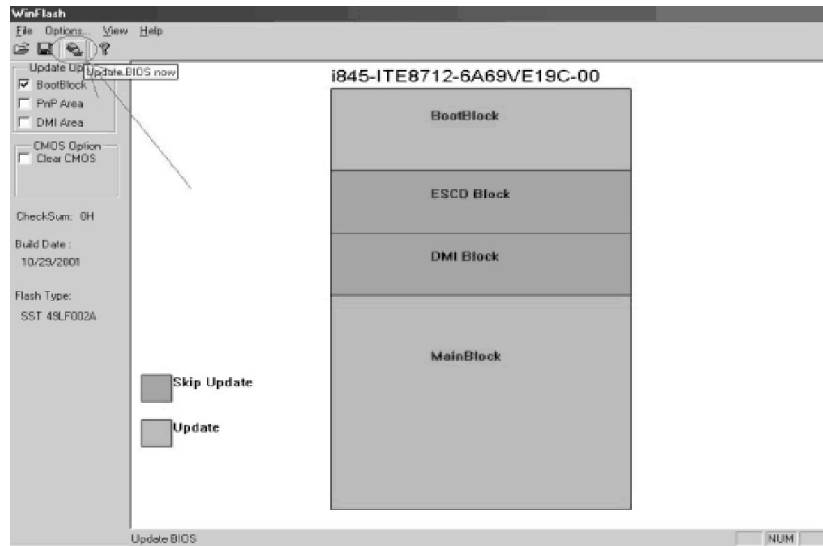 WinFlash
File Options... View Help
Update BIOS now
BootBlock
PnP Area
DMI Area
CMOS Option
Clear CMOS
CheckSum: 0H
Build Date :
10/29/2001
Flash Type:
SST 49LF002A
i845-ITE8712-6A69VE19C-00
BootBlock
ESCD Block
DMI Block
MainBlock
Skip Update
Update
Update BIOS
NUM